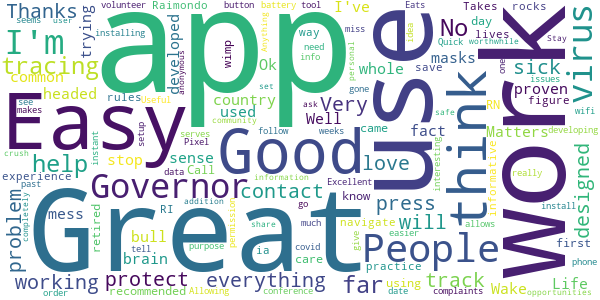 Thanks
volunteer
button
battery
tool
Eats
Takes
rocks
I'm
trying
installing
Raimondo
I've
any
user
tracing
common
headed
developed
app
wimp
Ok
way
need
info
Anything
day
lives
No
miss
idea
Quick
worthwhile
Stay
virus
seems
rules
see
makes
Useful
setup
Pixel
anonymous
set
whole
country
personal
save
masks
proven
figure
one
issues
RN
sick
wifi
Easy
used
ask
gone
Very
fact
Well
came
community
serves
follow
weeks
use
think
work
safe
developing
crush
instant
help
stop
sense
Good
love
interesting
Matters
informative
designed
experience
past
data
Call
Governor
contact
know
press
Excellent
information
problem
completely
mess
retired
RI
addition
tell
bull
brain
Great
permission
purpose
share
ia
go
much
covid
care
will
navigate
give
easier
People
really
install
allows
first
phone
working
order
protect
recommended
everything
Allowing
conference
far
practice
using
date
track
complaints
Wake
Life
opportunities